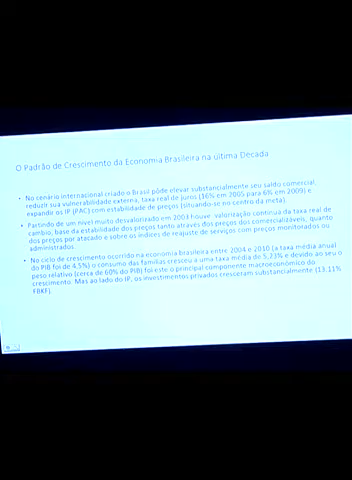 O Padrão de Crescimento da Economia Brasileira na última Década
• No cenário internacional criado o Brasil pôde elevar substancialmente seu saldo comercial,
reduzir sua vulnerabilidade externa, taxa real de juros (16% em 2005 para 6% em 2009) e
expandir os IP (PAC) com estabilidade de preços (situando-se no centro da meta).
• Partindo de um nível muito desvalorizado em 2003 houve valorização contínua da taxa real de
cambio, base da estabilidade dos preços tanto através dos preços dos comercializáveis, quanto
dos preços por atacado e sobre os índices de reajuste de serviços com preços monitorados ou
administrados.
• No ciclo de crescimento ocorrido na economia brasileira entre 2004 e 2010 (a taxa média anual
do PIB foi de 4,5%) o consumo das famílias cresceu a uma taxa média de 5,23% e devido ao seu o
peso relativo (cerca de 60% do PIB) foi este o principal componente macroeconômico do
crescimento. Mas ao lado do IP, os investimentos privados cresceram substancialmente (13,11%
FBKF).